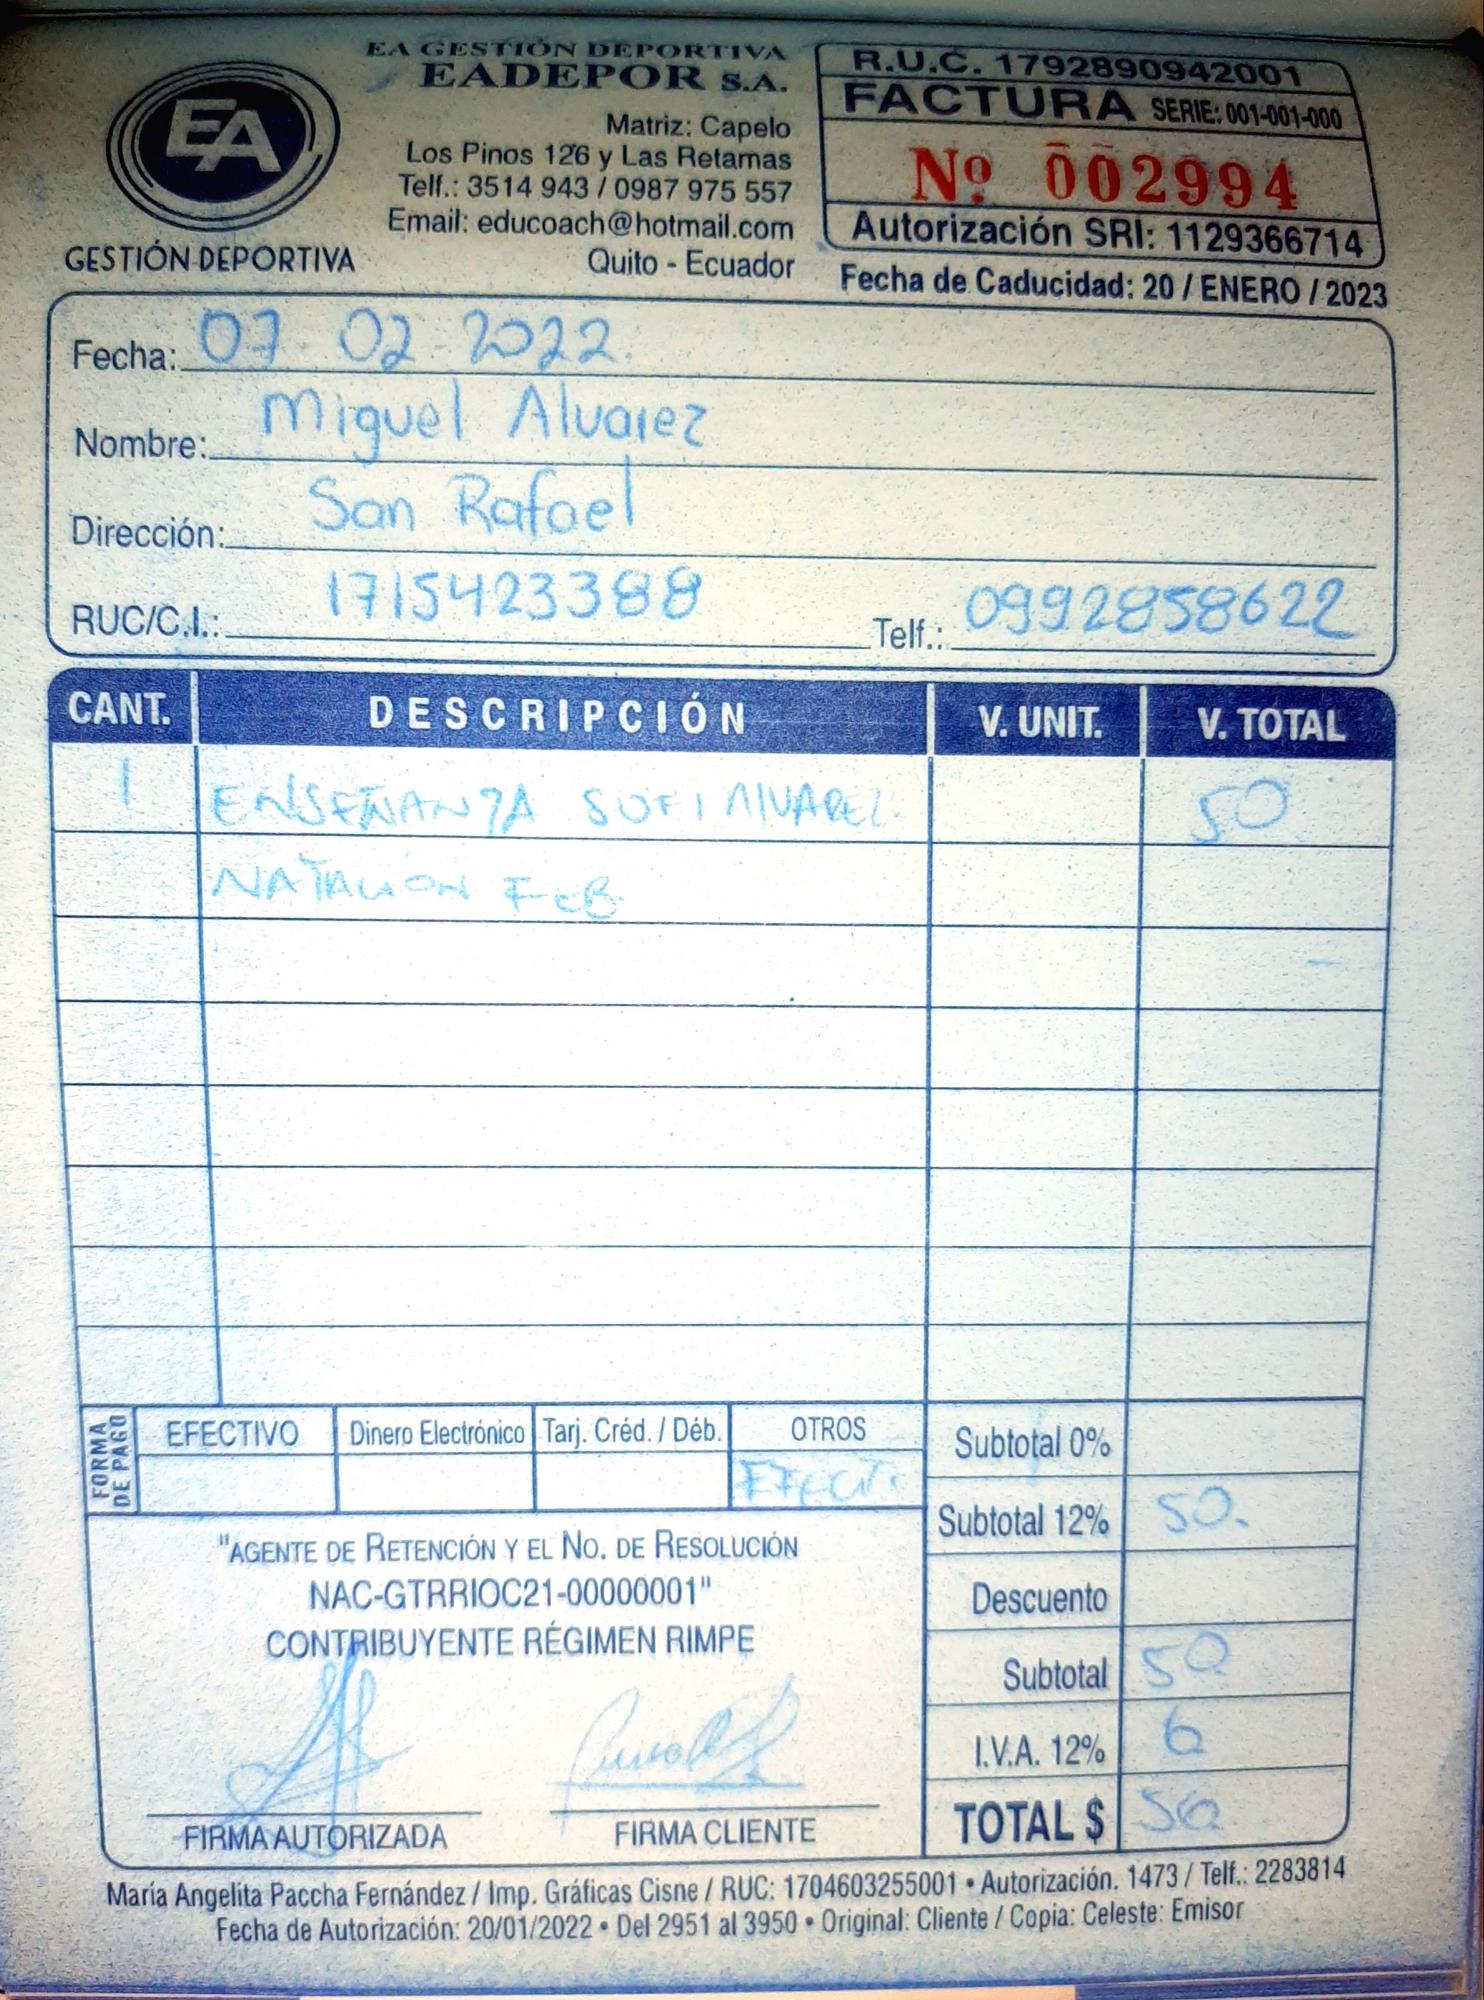 EA GESTIÓN DEPORTIVA
EADEPOR S.A.
Matriz: Capelo
Los Pinos 126 y Las Retamas
Telf.: 3514 943 / 0987 975 557
Email: educoach@hotmail.com
Quito - Ecuador
EA
GESTIÓN DEPORTIVA
R.U.C. 1792890942001
FACTURA SERIE: 001-001-000
Nº 002994
Autorización SRI: 1129366714
Fecha de Caducidad: 20 / ENERO / 2023
Fecha: 07 02-2022.
Nombre: Miguel Alvarez
Dirección: San Rafael
RUC/C.I.: 1715423388 Telf.: 0992858622
CANT. DESCRIPCIÓN V. UNIT. V. TOTAL
1 ENSEÑANZA SOFI ALVAREZ 50
NATACIÓN FEB
FORMA DE PAGO
EFECTIVO Dinero Electrónico Tarj. Créd. / Déb. OTROS
EFECT.
Subtotal 0%
Subtotal 12% 50.
Descuento
Subtotal 50
I.V.A. 12% 6
TOTAL $ 56
"AGENTE DE RETENCIÓN Y EL NO. DE RESOLUCIÓN
NAC-GTRRIOC21-00000001"
CONTRIBUYENTE RÉGIMEN RIMPE
FIRMA AUTORIZADA FIRMA CLIENTE
María Angelita Paccha Fernández / Imp. Gráficas Cisne / RUC: 1704603255001 • Autorización. 1473 / Telf.: 2283814
Fecha de Autorización: 20/01/2022 • Del 2951 al 3950 • Original: Cliente / Copia: Celeste: Emisor